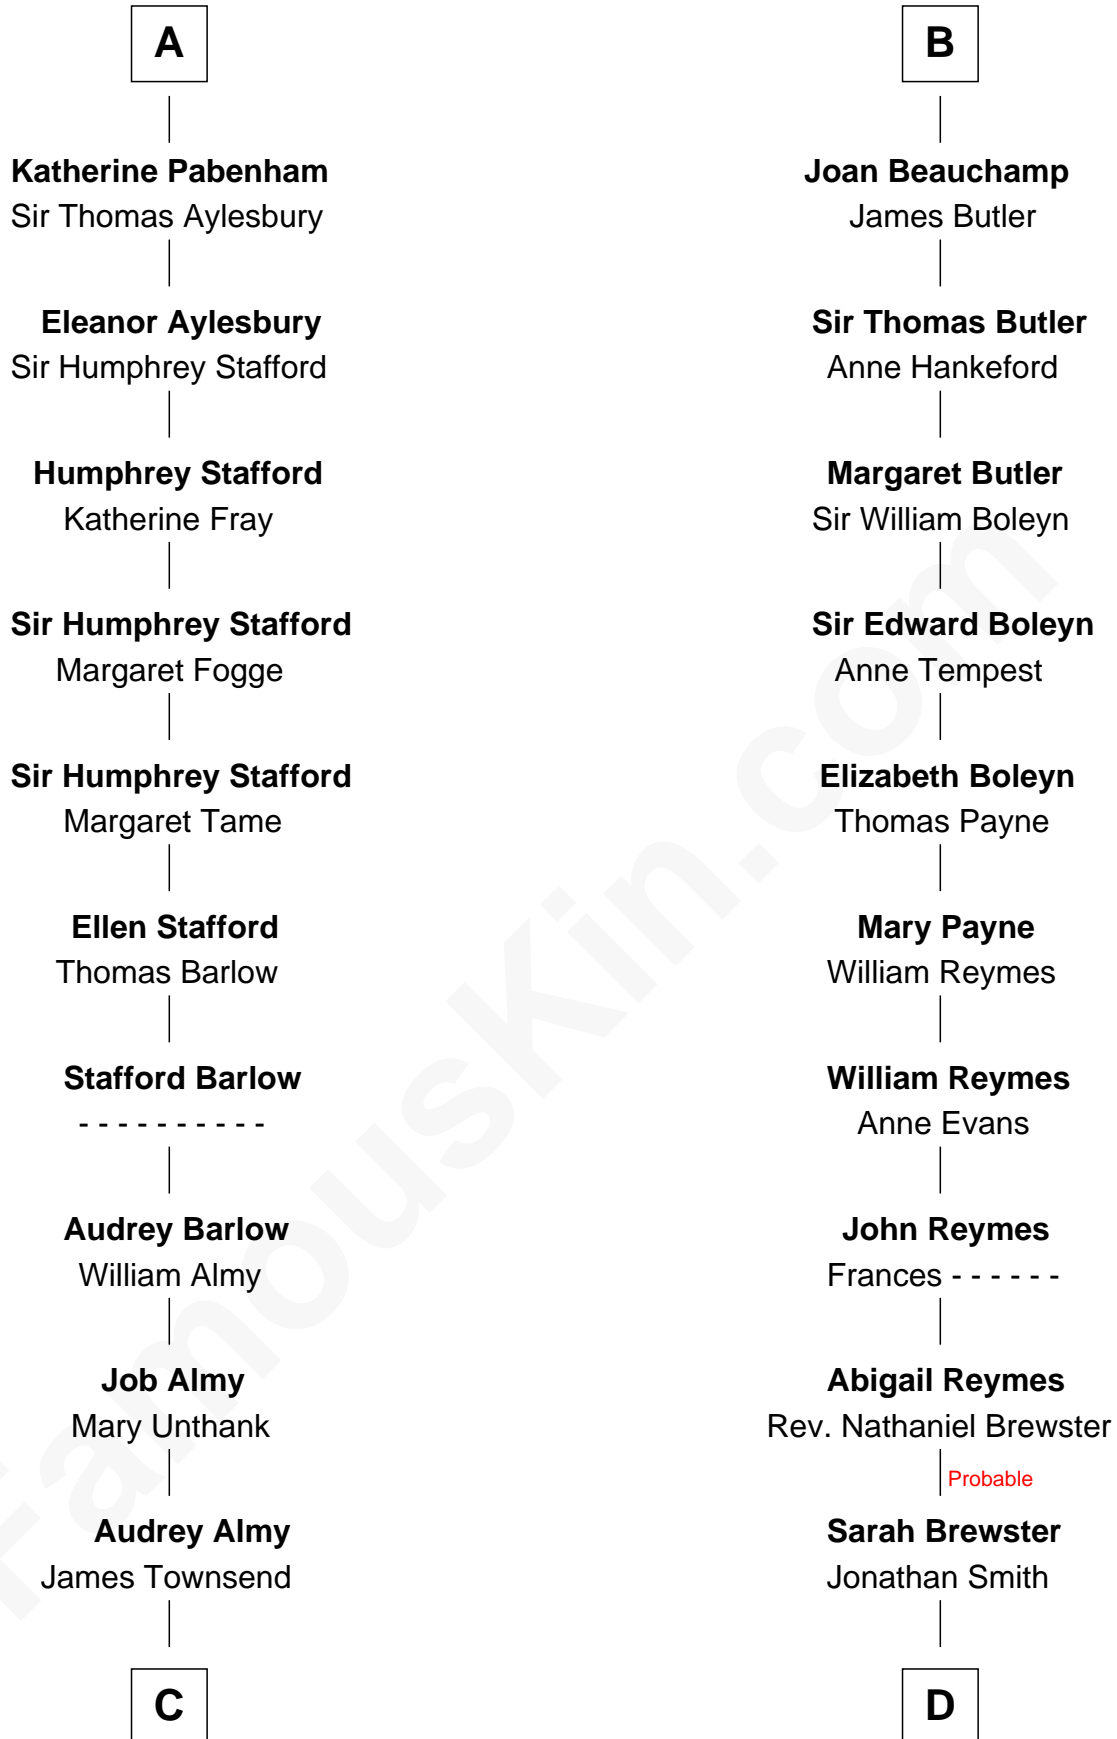 A
Katherine Pabenham
Sir Thomas Aylesbury
Eleanor Aylesbury
Sir Humphrey Stafford
Humphrey Stafford
Katherine Fray
Sir Humphrey Stafford
Margaret Fogge
Sir Humphrey Stafford
Margaret Tame
Ellen Stafford
Thomas Barlow
Stafford Barlow
- - - - - - - - - -
Audrey Barlow
William Almy
Job Almy
Mary Unthank
Audrey Almy
James Townsend
C
B
Joan Beauchamp
James Butler
Sir Thomas Butler
Anne Hankeford
Margaret Butler
Sir William Boleyn
Sir Edward Boleyn
Anne Tempest
Elizabeth Boleyn
Thomas Payne
Mary Payne
William Reymes
William Reymes
Anne Evans
John Reymes
Frances - - - - - -
Abigail Reymes
Rev. Nathaniel Brewster
Probable
Sarah Brewster
Jonathan Smith
D
FamousKin.com